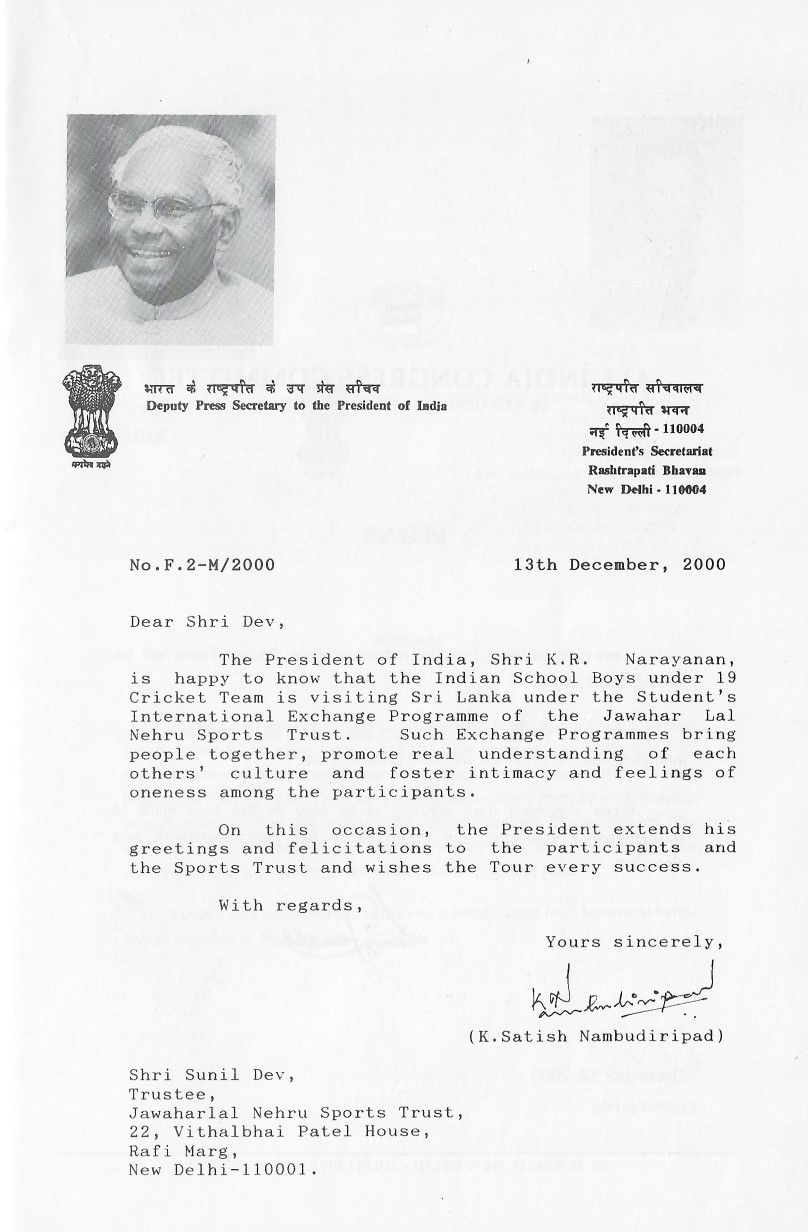 भारत के राष्ट्रपति के उप प्रेस सचिव
Deputy Press Secretary to the President of India
राष्ट्रपति सचिवालय
राष्ट्रपति भवन
नई दिल्ली - 110004
President's Secretariat
Rashtrapati Bhavan
New Delhi - 110004
सत्यमेव जयते
No.F.2-M/2000
13th December, 2000
Dear Shri Dev,
The President of India, Shri K.R. Narayanan,
is happy to know that the Indian School Boys under 19
Cricket Team is visiting Sri Lanka under the Student's
International Exchange Programme of the Jawahar Lal
Nehru Sports Trust. Such Exchange Programmes bring
people together, promote real understanding of each
others' culture and foster intimacy and feelings of
oneness among the participants.
On this occasion, the President extends his
greetings and felicitations to the participants and
the Sports Trust and wishes the Tour every success.
With regards,
Yours sincerely,
(K.Satish Nambudiripad)
Shri Sunil Dev,
Trustee,
Jawaharlal Nehru Sports Trust,
22, Vithalbhai Patel House,
Rafi Marg,
New Delhi-110001.